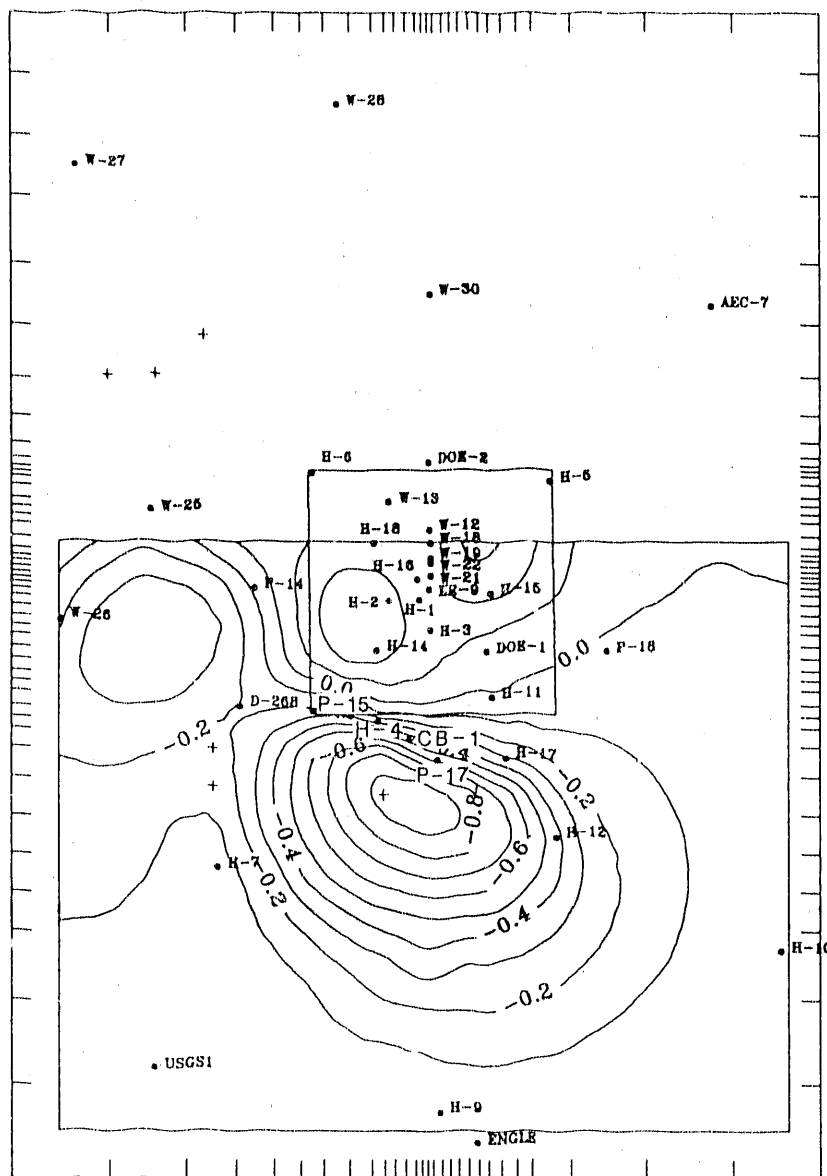 W-28
W-27
W-30
AEC-7
H-6
DOE-2
H-5
W-13
W-25
W-12
H-18
W-18
W-19
W-22
H-16
W-21
P-14
ER-9
H-15
H-2
H-1
W-26
H-3
H-14
DOE-1
0.0
P-18
0.0
H-11
D-268
P-15
-0.2
H-4
CB-1
-0.6
H-17
P-17
-0.2
-0.8
H-12
-0.4
-0.6
H-7
-0.2
-0.4
H-10
-0.2
USGS1
H-9
ENGLE